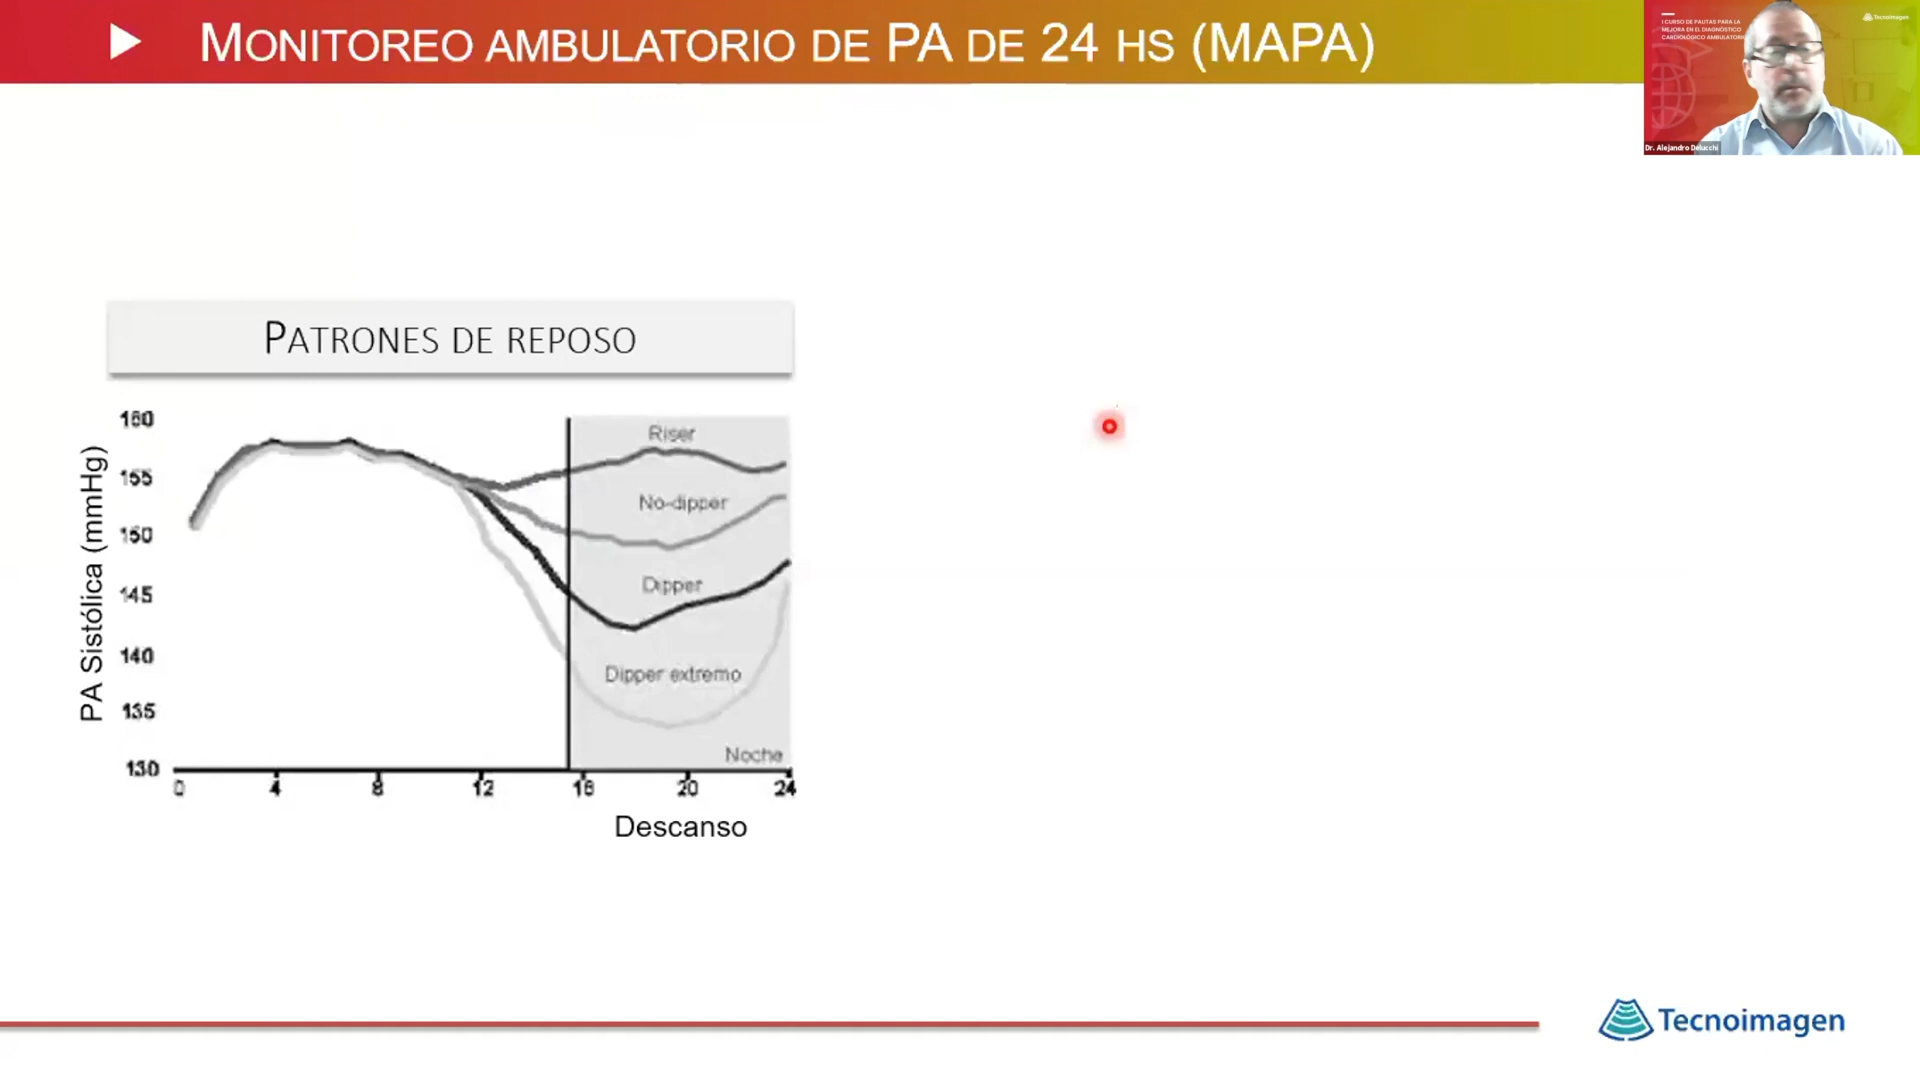 MONITOREO AMBULATORIO DE PA DE 24 HS (MAPA)
I CURSO DE PAUTAS PARA LA
MEJORA EN EL DIAGNÓSTICO
CARDIOLÓGICO AMBULATORIO
Tecnoimagen
Dr. Alejandro Delucchi
PATRONES DE REPOSO
PA Sistólica (mmHg)
160
155
150
145
140
135
130
Riser
No-dipper
Dipper
Dipper extremo
Noche
0 4 8 12 16 20 24
Descanso
Tecnoimagen